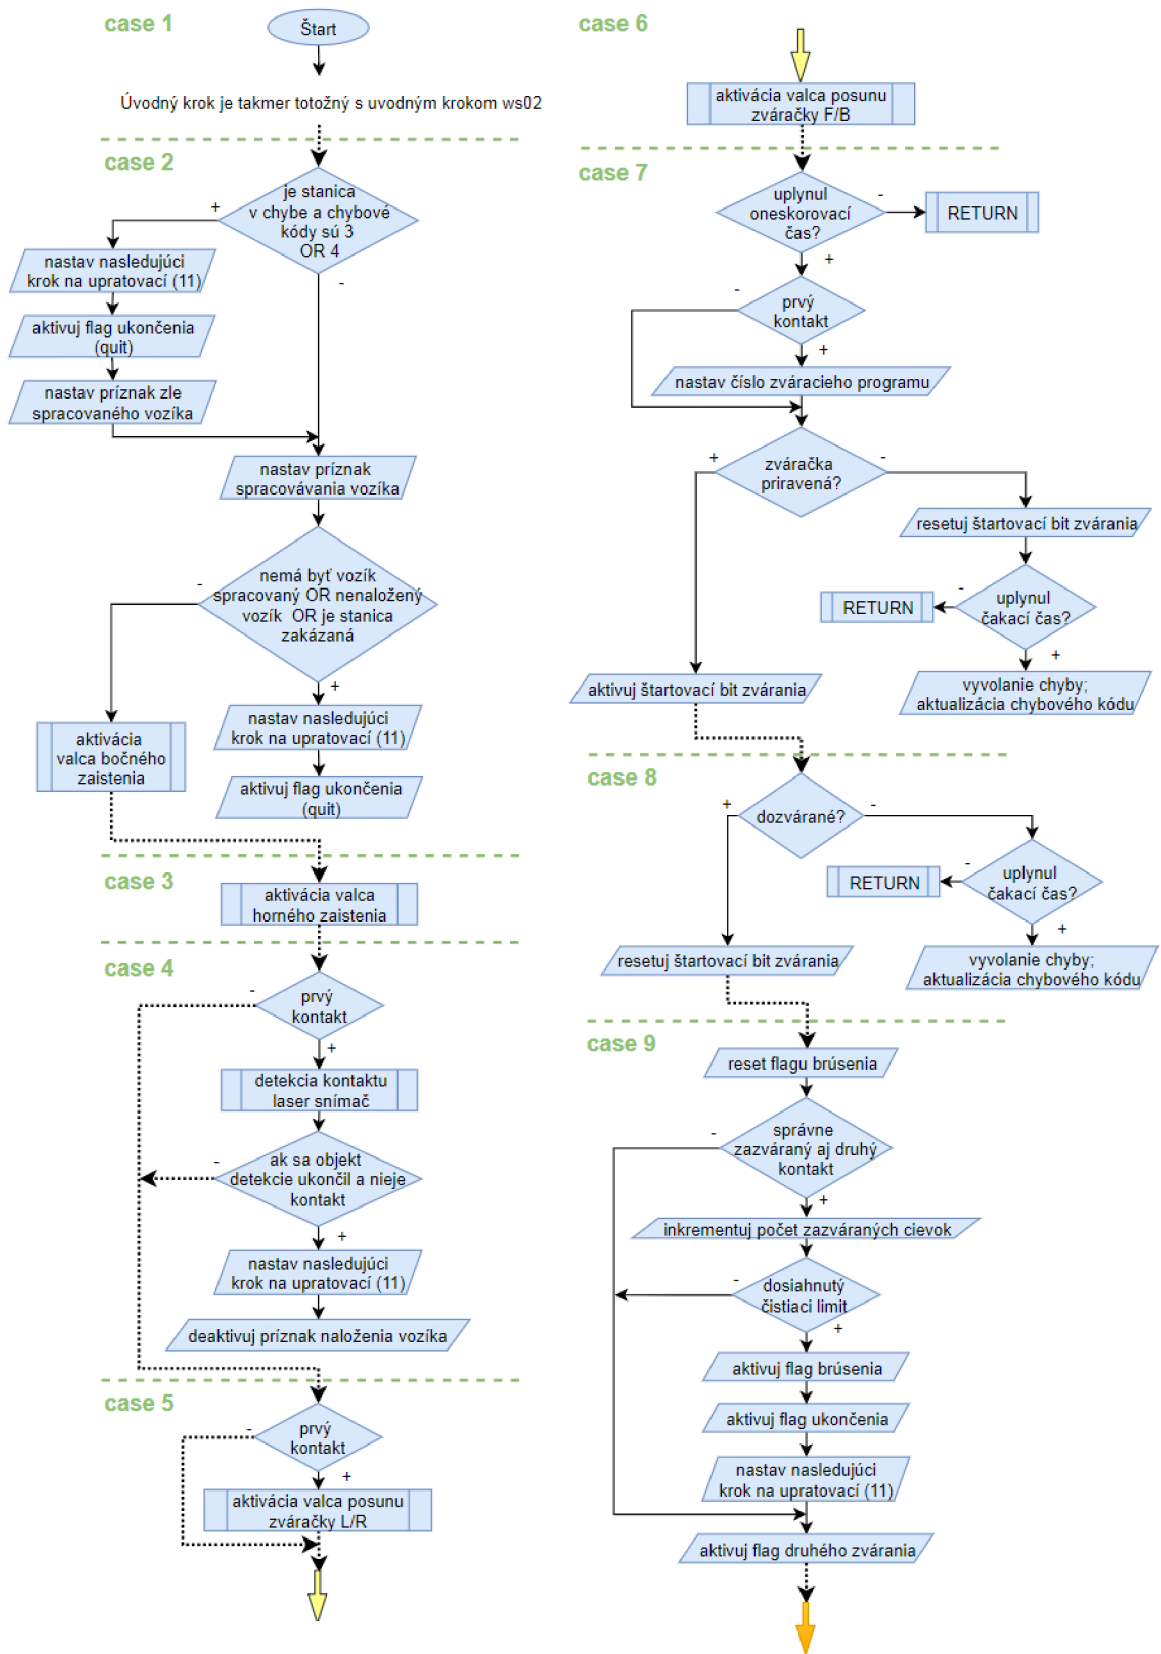 case 1
Štart
Úvodný krok je takmer totožný s uvodným krokom ws02
case 2
je stanica
v chybe a chybové
kódy sú 3
OR 4
+
-
nastav nasledujúci
krok na upratovací (11)
aktivuj flag ukončenia
(quit)
nastav príznak zle
spracovaného vozíka
nastav príznak
spracovávania vozíka
nemá byť vozík
spracovaný OR nenaložený
vozík OR je stanica
zakázaná
-
+
aktivácia
valca bočného
zaistenia
nastav nasledujúci
krok na upratovací (11)
aktivuj flag ukončenia
(quit)
case 3
aktivácia valca
horného zaistenia
case 4
prvý
kontakt
-
+
detekcia kontaktu
laser snímač
ak sa objekt
detekcie ukončil a nieje
kontakt
-
+
nastav nasledujúci
krok na upratovací (11)
deaktivuj príznak naloženia vozíka
case 5
prvý
kontakt
-
+
aktivácia valca posunu
zváračky L/R
case 6
aktivácia valca posunu
zváračky F/B
case 7
uplynul
oneskorovací
čas?
-
RETURN
+
prvý
kontakt
-
+
nastav číslo zváracieho programu
zváračka
priravená?
+
-
resetuj štartovací bit zvárania
uplynul
čakací čas?
-
RETURN
+
vyvolanie chyby;
aktualizácia chybového kódu
aktivuj štartovací bit zvárania
case 8
dozvárané?
+
-
uplynul
čakací čas?
-
RETURN
+
vyvolanie chyby;
aktualizácia chybového kódu
resetuj štartovací bit zvárania
case 9
reset flagu brúsenia
správne
zazváraný aj druhý
kontakt
-
+
inkrementuj počet zazváraných cievok
dosiahnutý
čistiaci limit
-
+
aktivuj flag brúsenia
aktivuj flag ukončenia
nastav nasledujúci
krok na upratovací (11)
aktivuj flag druhého zvárania